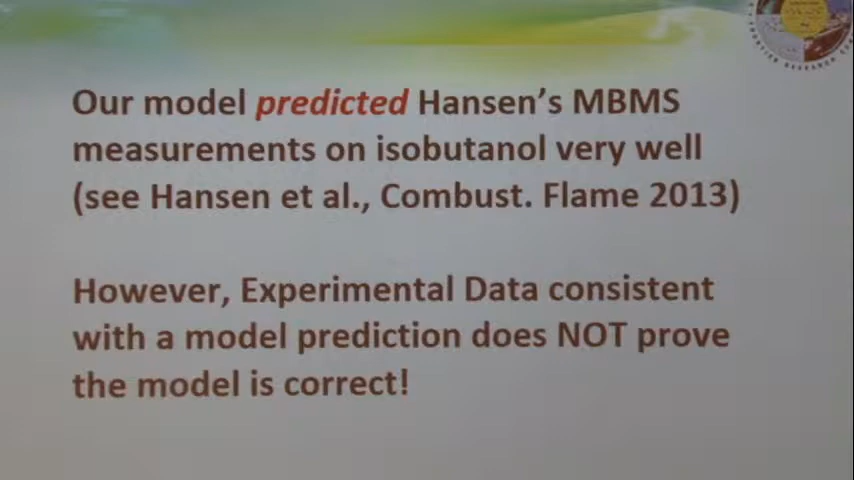 Our model predicted Hansen's MBMS
measurements on isobutanol very well
(see Hansen et al., Combust. Flame 2013)
However, Experimental Data consistent
with a model prediction does NOT prove
the model is correct!